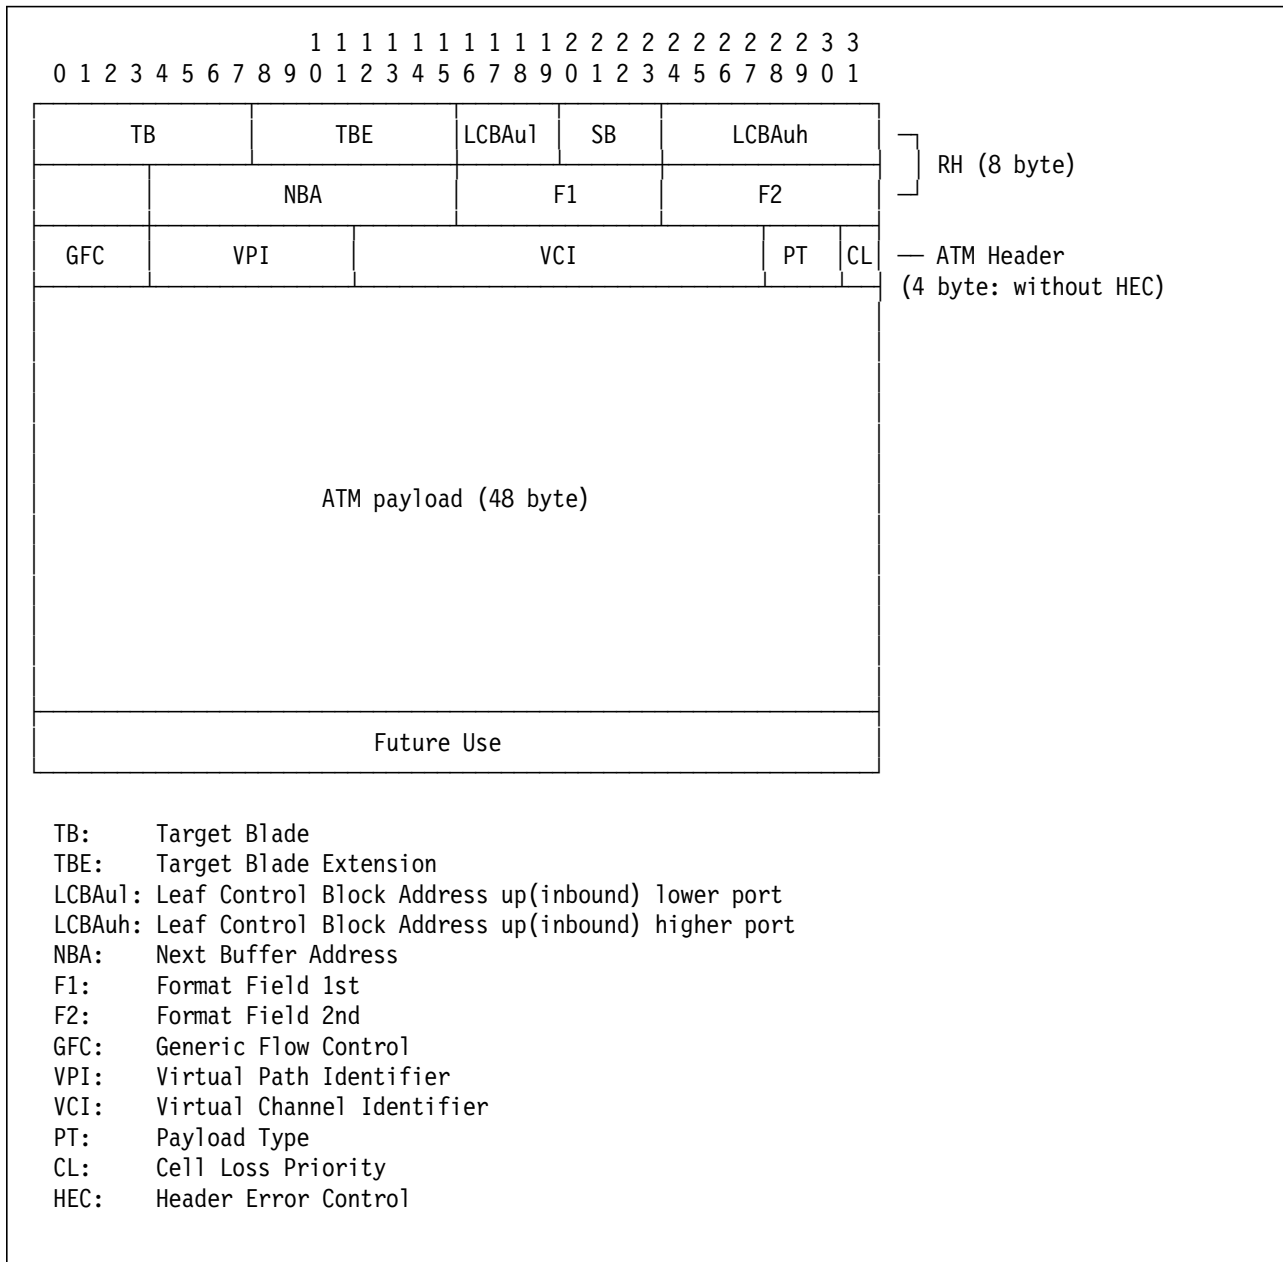 1 1 1 1 1 1 1 1 1 1 2 2 2 2 2 2 2 2 2 2 3 3
0 1 2 3 4 5 6 7 8 9 0 1 2 3 4 5 6 7 8 9 0 1 2 3 4 5 6 7 8 9 0 1
TB TBE LCBAul SB LCBAuh
RH (8 byte)
NBA F1 F2
GFC VPI VCI PT CL ATM Header
(4 byte: without HEC)
ATM payload (48 byte)
Future Use
TB: Target Blade
TBE: Target Blade Extension
LCBAul: Leaf Control Block Address up(inbound) lower port
LCBAuh: Leaf Control Block Address up(inbound) higher port
NBA: Next Buffer Address
F1: Format Field 1st
F2: Format Field 2nd
GFC: Generic Flow Control
VPI: Virtual Path Identifier
VCI: Virtual Channel Identifier
PT: Payload Type
CL: Cell Loss Priority
HEC: Header Error Control